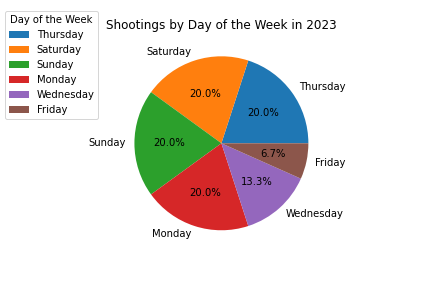 Shootings by Day of the Week in 2023
Day of the Week
Thursday
Saturday
Sunday
Monday
Wednesday
Friday
Saturday
20.0%
Thursday
20.0%
Sunday
20.0%
6.7%
Friday
13.3%
20.0%
Wednesday
Monday